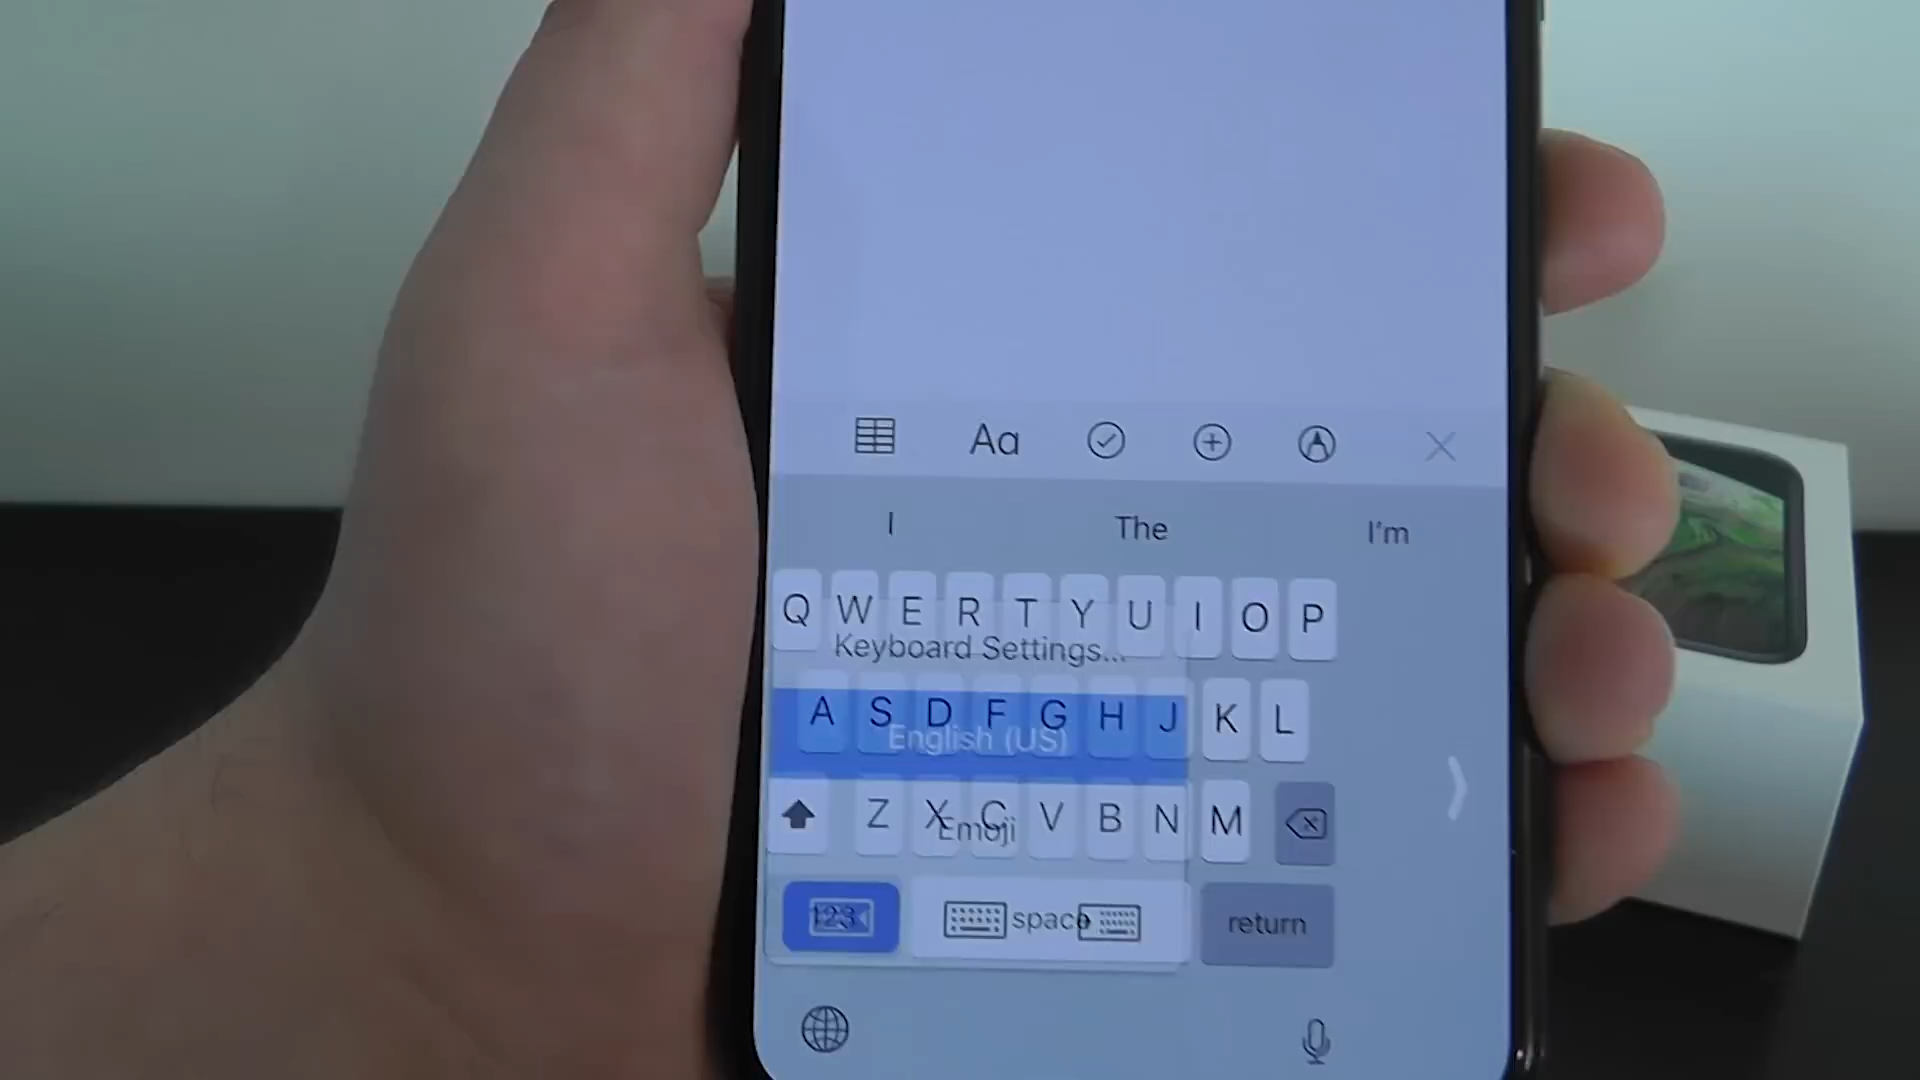 Aa
I The I'm
Q W E R T Y U I O P
Keyboard Settings...
A S D F G H J K L
English (US)
Z X C V B N M
Emoji
123 space return